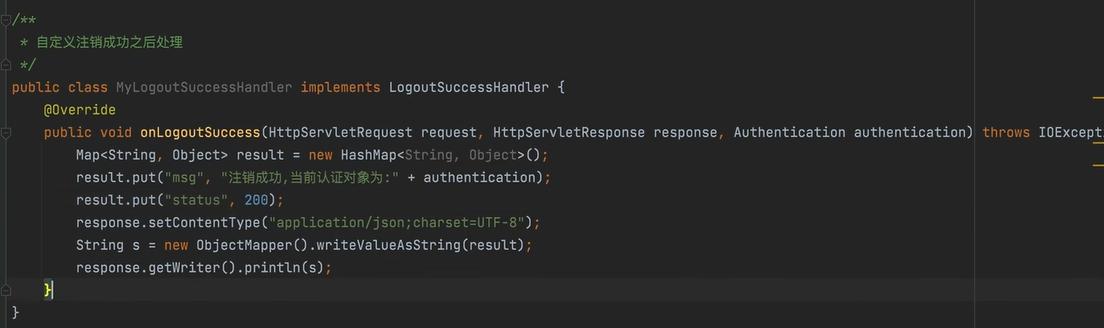 /**
 * 自定义注销成功之后处理
 */
public class MyLogoutSuccessHandler implements LogoutSuccessHandler {
    @Override
    public void onLogoutSuccess(HttpServletRequest request, HttpServletResponse response, Authentication authentication) throws IOExcept
        Map<String, Object> result = new HashMap<String, Object>();
        result.put("msg", "注销成功,当前认证对象为:" + authentication);
        result.put("status", 200);
        response.setContentType("application/json;charset=UTF-8");
        String s = new ObjectMapper().writeValueAsString(result);
        response.getWriter().println(s);
    }
}